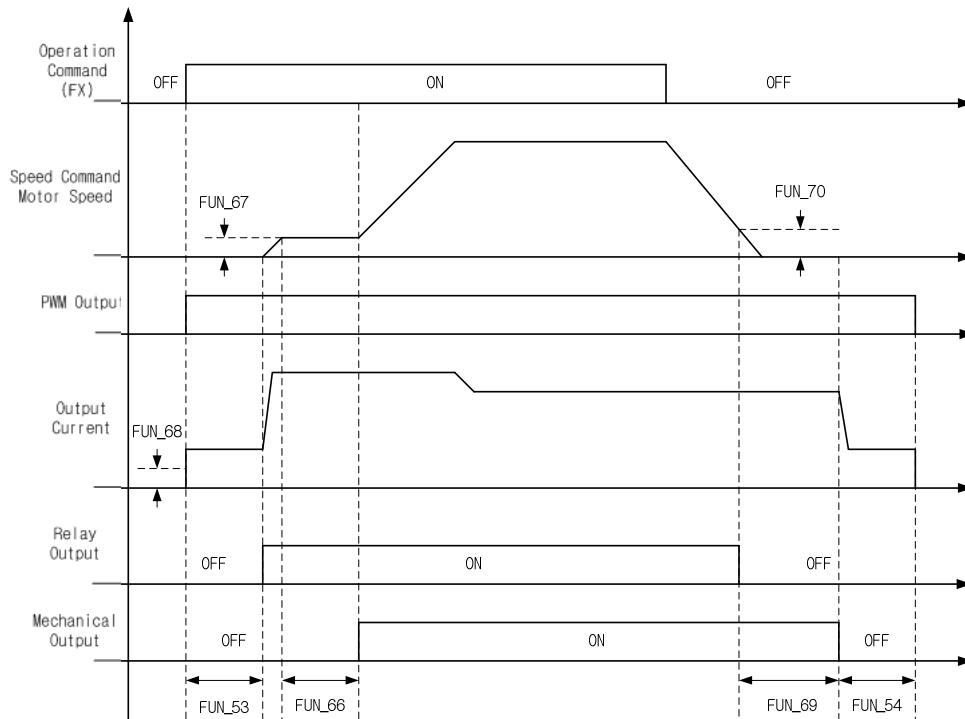 Operation
Command
(FX)
OFF
ON
OFF
Speed Command
Motor Speed
FUN_67
FUN_70
PWM Output
Output
Current
FUN_68
Relay
Output
OFF
ON
OFF
Mechanical
Output
OFF
ON
OFF
FUN_53
FUN_66
FUN_69
FUN_54